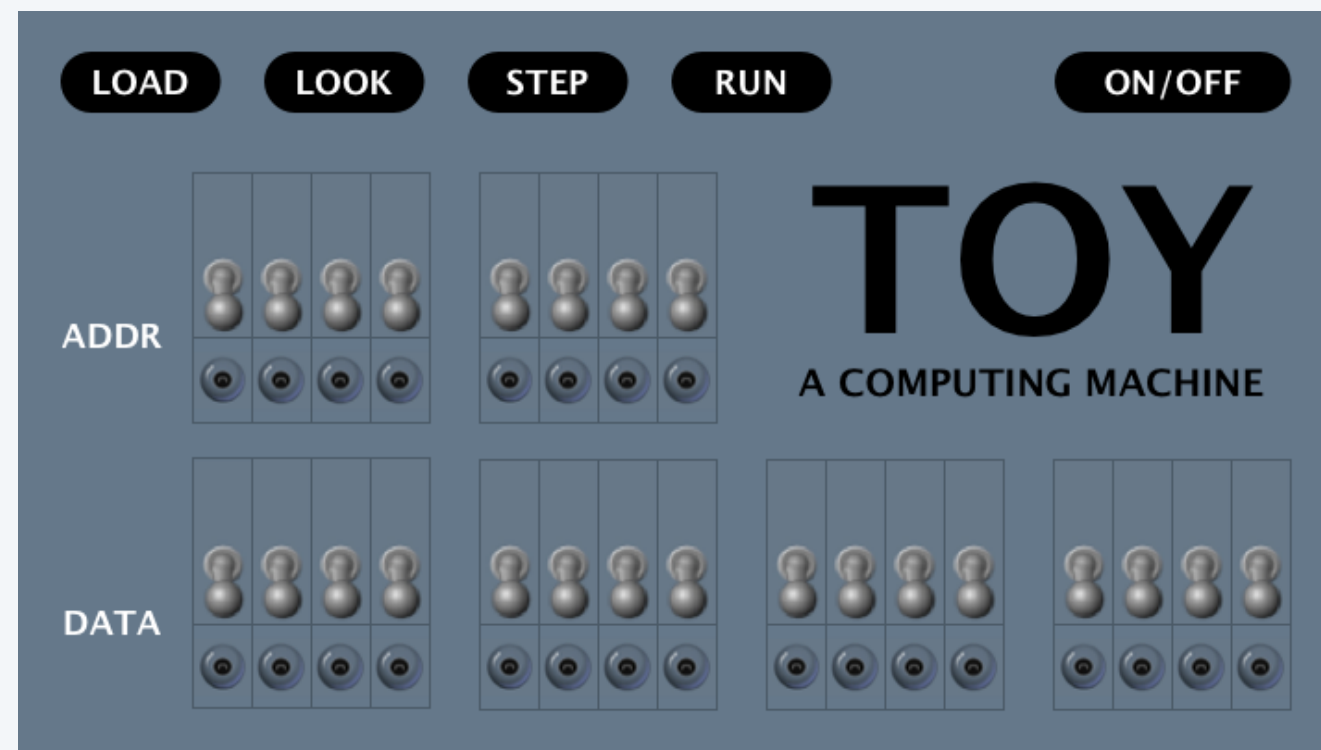 LOAD LOOK STEP RUN ON/OFF
TOY
ADDR
A COMPUTING MACHINE
DATA